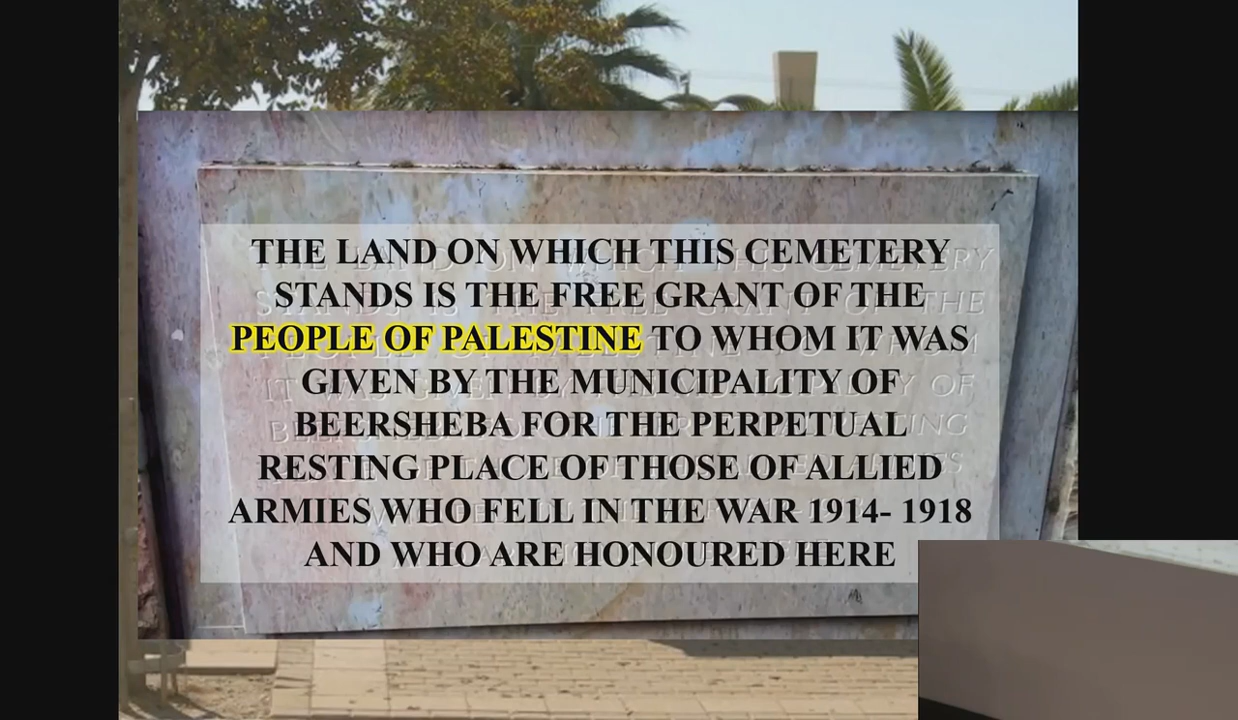 THE LAND ON WHICH THIS CEMETERY
STANDS IS THE FREE GRANT OF THE
PEOPLE OF PALESTINE TO WHOM IT WAS
GIVEN BY THE MUNICIPALITY OF
BEERSHEBA FOR THE PERPETUAL
RESTING PLACE OF THOSE OF ALLIED
ARMIES WHO FELL IN THE WAR 1914- 1918
AND WHO ARE HONOURED HERE